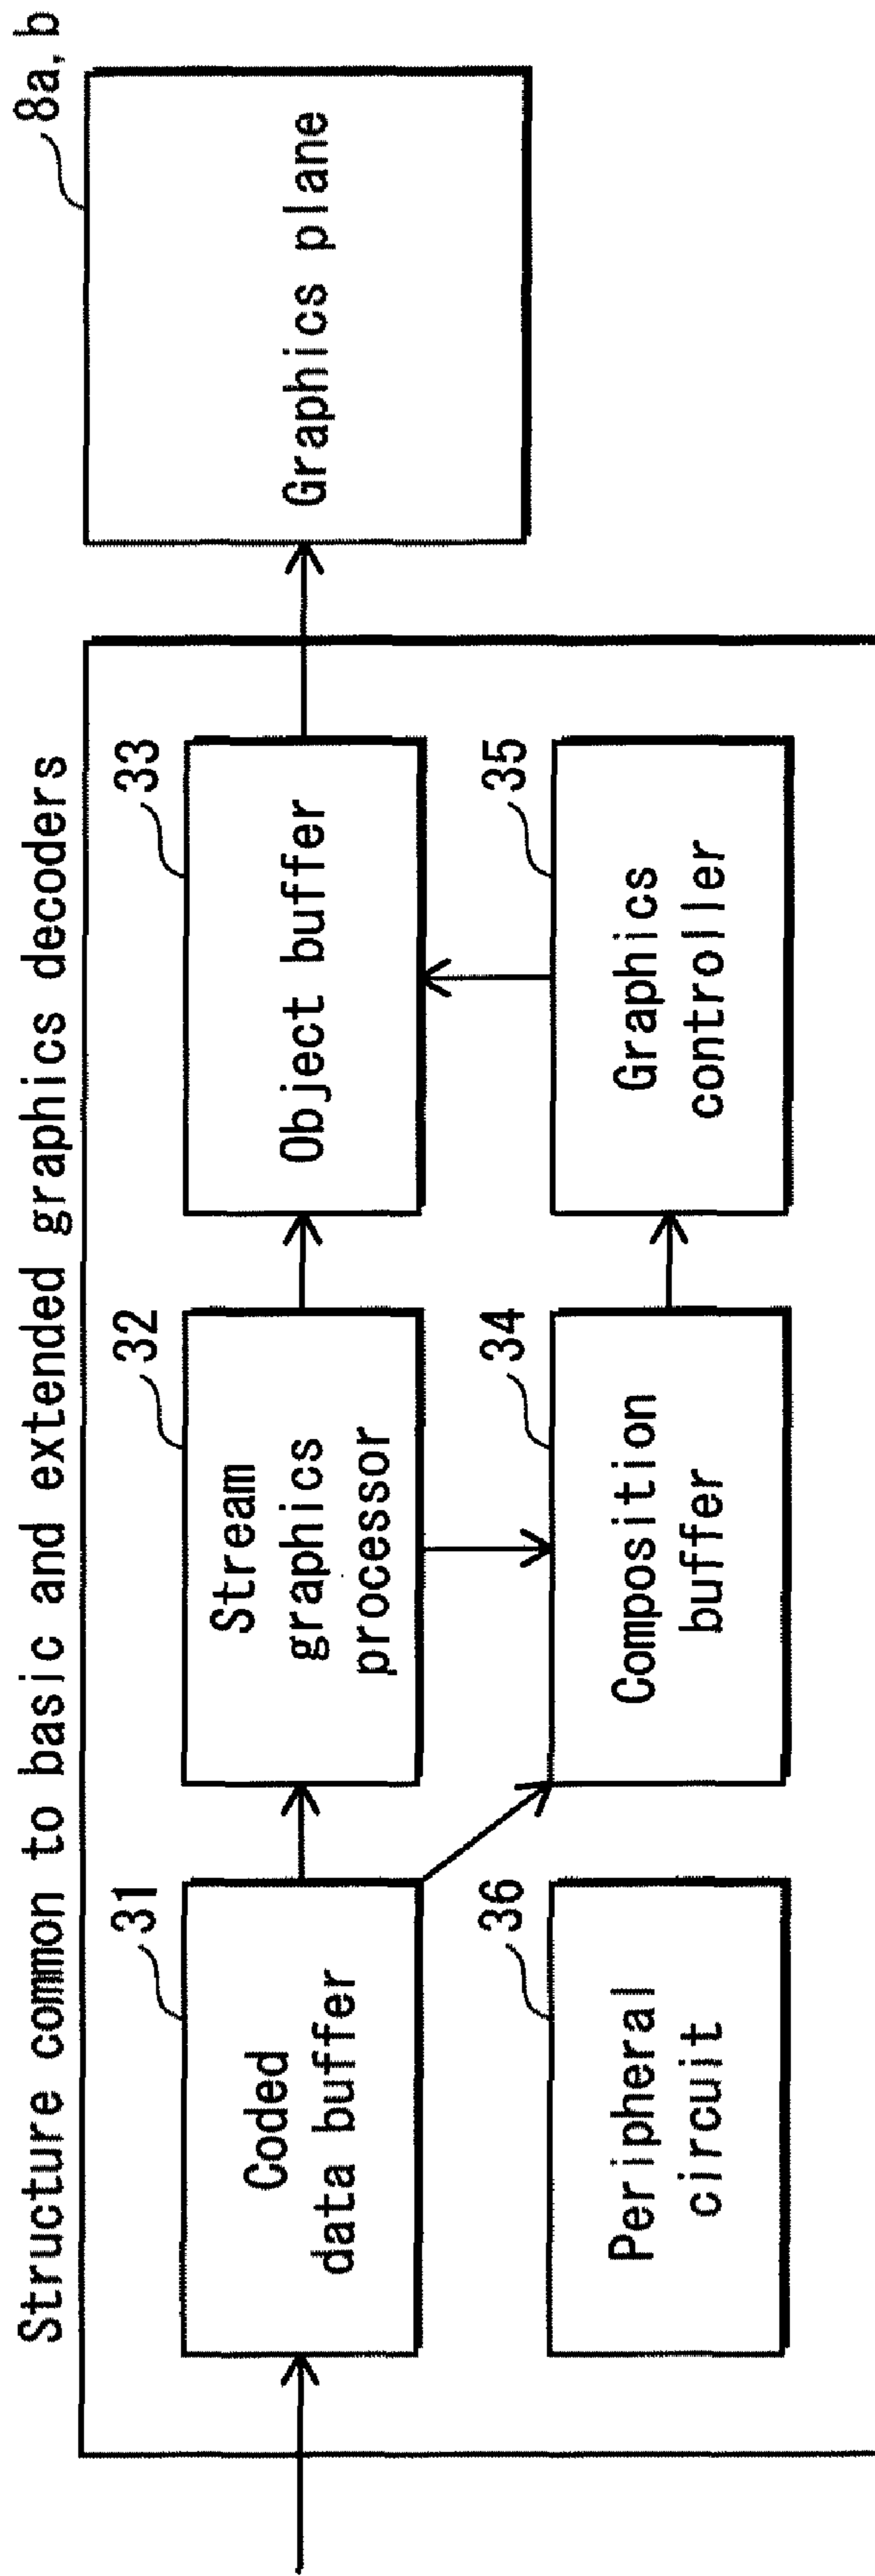 Structure common to basic and extended graphics decoders
8a, b
31
Coded
data buffer
32
Stream
graphics
processor
33
Object buffer
Graphics plane
36
Peripheral
circuit
34
Composition
buffer
35
Graphics
controller